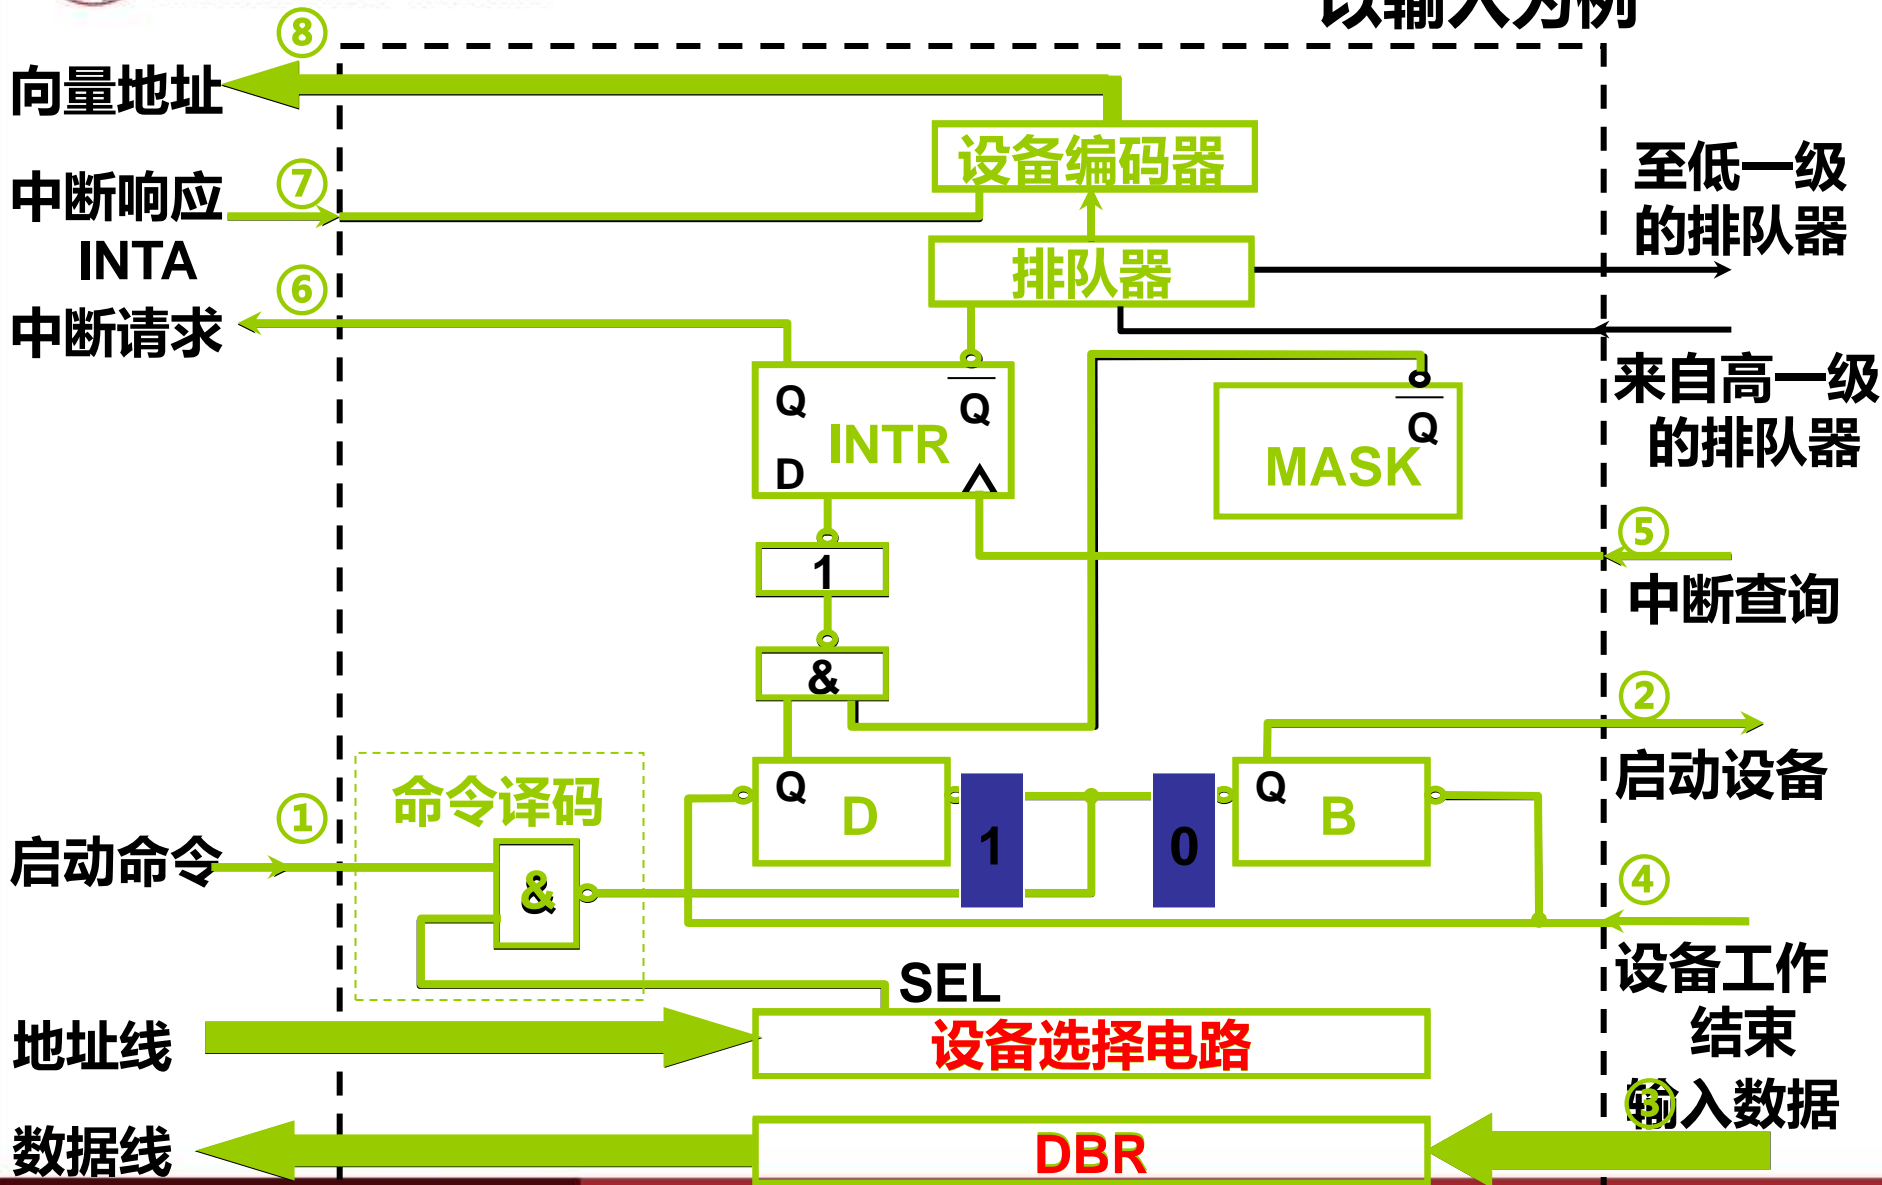 以输入为例
⑧
向量地址
设备编码器
中断响应
INTA
⑦
至低一级
的排队器
排队器
⑥
中断请求
来自高一级
的排队器
Q
Q
D
INTR
Q
MASK
⑤
中断查询
1
&
②
启动设备
命令译码
Q
D
1
0
Q
B
①
启动命令
&
④
设备工作
结束
SEL
地址线
设备选择电路
③
输入数据
数据线
DBR